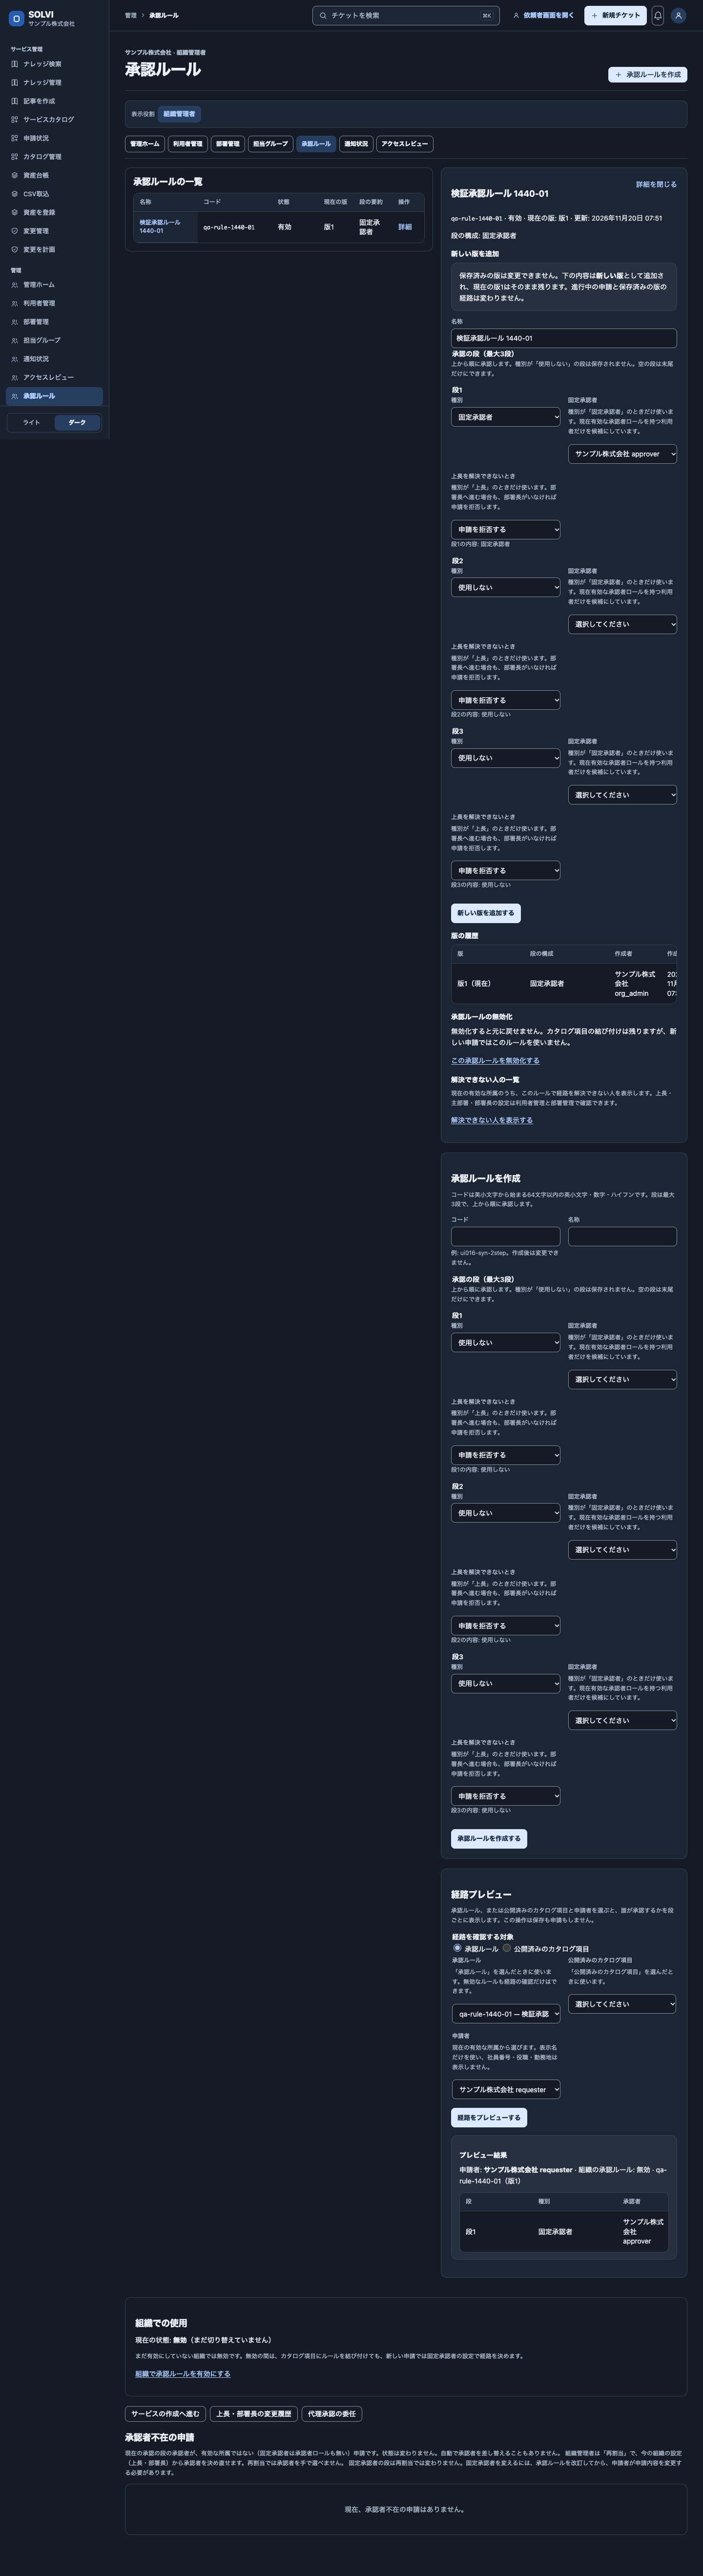 SOLVI
サンプル株式会社
サービス管理
ナレッジ検索
ナレッジ管理
記事を作成
サービスカタログ
申請状況
カタログ管理
資産台帳
CSV取込
資産を登録
変更管理
変更を計画
管理
管理ホーム
利用者管理
部署管理
担当グループ
通知状況
アクセスレビュー
承認ルール
ライト
ダーク
管理
承認ルール
チケットを検索
⌘K
依頼者画面を開く
新規チケット
サンプル株式会社 · 組織管理者
承認ルール
承認ルールを作成
表示役割
組織管理者
管理ホーム
利用者管理
部署管理
担当グループ
承認ルール
通知状況
アクセスレビュー
承認ルールの一覧
名称
コード
状態
現在の版
段の要約
操作
検証承認ルール
1440-01
qa-rule-1440-01
有効
版1
固定承
認者
詳細
詳細を閉じる
検証承認ルール 1440-01
qa-rule-1440-01 · 有効 · 現在の版: 版1 · 更新: 2026年11月20日 07:51
段の構成: 固定承認者
新しい版を追加
保存済みの版は変更できません。下の内容は新しい版として追加さ
れ、現在の版1はそのまま残ります。進行中の申請と保存済みの版の
経路は変わりません。
名称
検証承認ルール 1440-01
承認の段（最大3段）
上から順に承認します。種別が「使用しない」の段は保存されません。空の段は末尾
だけにできます。
段1
種別
固定承認者
固定承認者
種別が「固定承認者」のときだけ使いま
す。現在有効な承認者ロールを持つ利用
者だけを候補にしています。
サンプル株式会社 approver
上長を解決できないとき
種別が「上長」のときだけ使います。部
署長へ進む場合も、部署長がいなければ
申請を拒否します。
申請を拒否する
段1の内容: 固定承認者
段2
種別
使用しない
固定承認者
種別が「固定承認者」のときだけ使いま
す。現在有効な承認者ロールを持つ利用
者だけを候補にしています。
選択してください
上長を解決できないとき
種別が「上長」のときだけ使います。部
署長へ進む場合も、部署長がいなければ
申請を拒否します。
申請を拒否する
段2の内容: 使用しない
段3
種別
使用しない
固定承認者
種別が「固定承認者」のときだけ使いま
す。現在有効な承認者ロールを持つ利用
者だけを候補にしています。
選択してください
上長を解決できないとき
種別が「上長」のときだけ使います。部
署長へ進む場合も、部署長がいなければ
申請を拒否します。
申請を拒否する
段3の内容: 使用しない
新しい版を追加する
版の履歴
版
段の構成
作成者
版1（現在）
固定承認者
サンプル株式
会社
org_admin
承認ルールの無効化
無効化すると元に戻せません。カタログ項目の結び付けは残りますが、新
しい申請ではこのルールを使いません。
この承認ルールを無効化する
解決できない人の一覧
現在の有効な所属のうち、このルールで経路を解決できない人を表示します。上長・
主部署・部署長の設定は利用者管理と部署管理で確認できます。
解決できない人を表示する
承認ルールを作成
コードは英小文字から始まる64文字以内の英小文字・数字・ハイフンです。段は最大
3段で、上から順に承認します。
コード
名称
例: ui016-syn-2step。作成後は変更でき
ません。
承認の段（最大3段）
上から順に承認します。種別が「使用しない」の段は保存されません。空の段は末尾
だけにできます。
段1
種別
使用しない
固定承認者
種別が「固定承認者」のときだけ使いま
す。現在有効な承認者ロールを持つ利用
者だけを候補にしています。
選択してください
上長を解決できないとき
種別が「上長」のときだけ使います。部
署長へ進む場合も、部署長がいなければ
申請を拒否します。
申請を拒否する
段1の内容: 使用しない
段2
種別
使用しない
固定承認者
種別が「固定承認者」のときだけ使いま
す。現在有効な承認者ロールを持つ利用
者だけを候補にしています。
選択してください
上長を解決できないとき
種別が「上長」のときだけ使います。部
署長へ進む場合も、部署長がいなければ
申請を拒否します。
申請を拒否する
段2の内容: 使用しない
段3
種別
使用しない
固定承認者
種別が「固定承認者」のときだけ使いま
す。現在有効な承認者ロールを持つ利用
者だけを候補にしています。
選択してください
上長を解決できないとき
種別が「上長」のときだけ使います。部
署長へ進む場合も、部署長がいなければ
申請を拒否します。
申請を拒否する
段3の内容: 使用しない
承認ルールを作成する
経路プレビュー
承認ルール、または公開済みのカタログ項目と申請者を選ぶと、誰が承認するかを段
ごとに表示します。この操作は保存も申請もしません。
経路を確認する対象
承認ルール
公開済みのカタログ項目
承認ルール
「承認ルール」を選んだときに使いま
す。無効なルールも経路の確認だけはで
きます。
qa-rule-1440-01 — 検証承認
公開済みのカタログ項目
「公開済みのカタログ項目」を選んだと
きに使います。
選択してください
申請者
現在の有効な所属から選びます。表示名
だけを使い、社員番号・役職・勤務地は
表示しません。
サンプル株式会社 requester
経路をプレビューする
プレビュー結果
申請者: サンプル株式会社 requester · 組織の承認ルール: 無効 · qa-
rule-1440-01（版1）
段
種別
承認者
段1
固定承認者
サンプル株式
会社
approver
組織での使用
現在の状態: 無効（まだ切り替えていません）
まだ有効にしていない組織では無効です。無効の間は、カタログ項目にルールを結び付けても、新しい申請では固定承認者の設定で経路を決めます。
組織で承認ルールを有効にする
サービスの作成へ進む
上長・部署長の変更履歴
代理承認の委任
承認者不在の申請
現在の承認の段の承認者が、有効な所属ではない（固定承認者は承認者ロールも無い）申請です。状態は変わりません。自動で承認者を差し替えることもありません。 組織管理者は「再割当」で、今の組織の設定
（上長・部署長）から承認者を決め直せます。再割当では承認者を手で選べません。 固定承認者の段は再割当では変わりません。固定承認者を変えるには、承認ルールを改訂してから、申請者が申請内容を変更す
る必要があります。
現在、承認者不在の申請はありません。